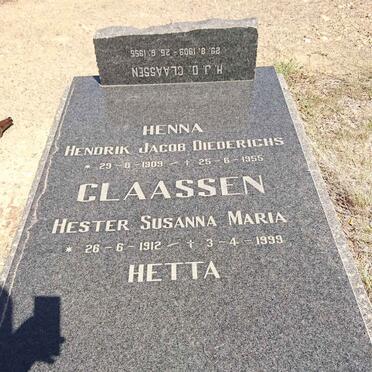 H. J. D. CLAASSEN
29. 8. 1909 - 25. 6. 1955
HENNA
HENDRIK JACOB DIEDERICHS
* 29-8-1909 - † 25-6-1955
CLAASSEN
HESTER SUSANNA MARIA
* 26-6-1912 - † 3-4-1999
HETTA